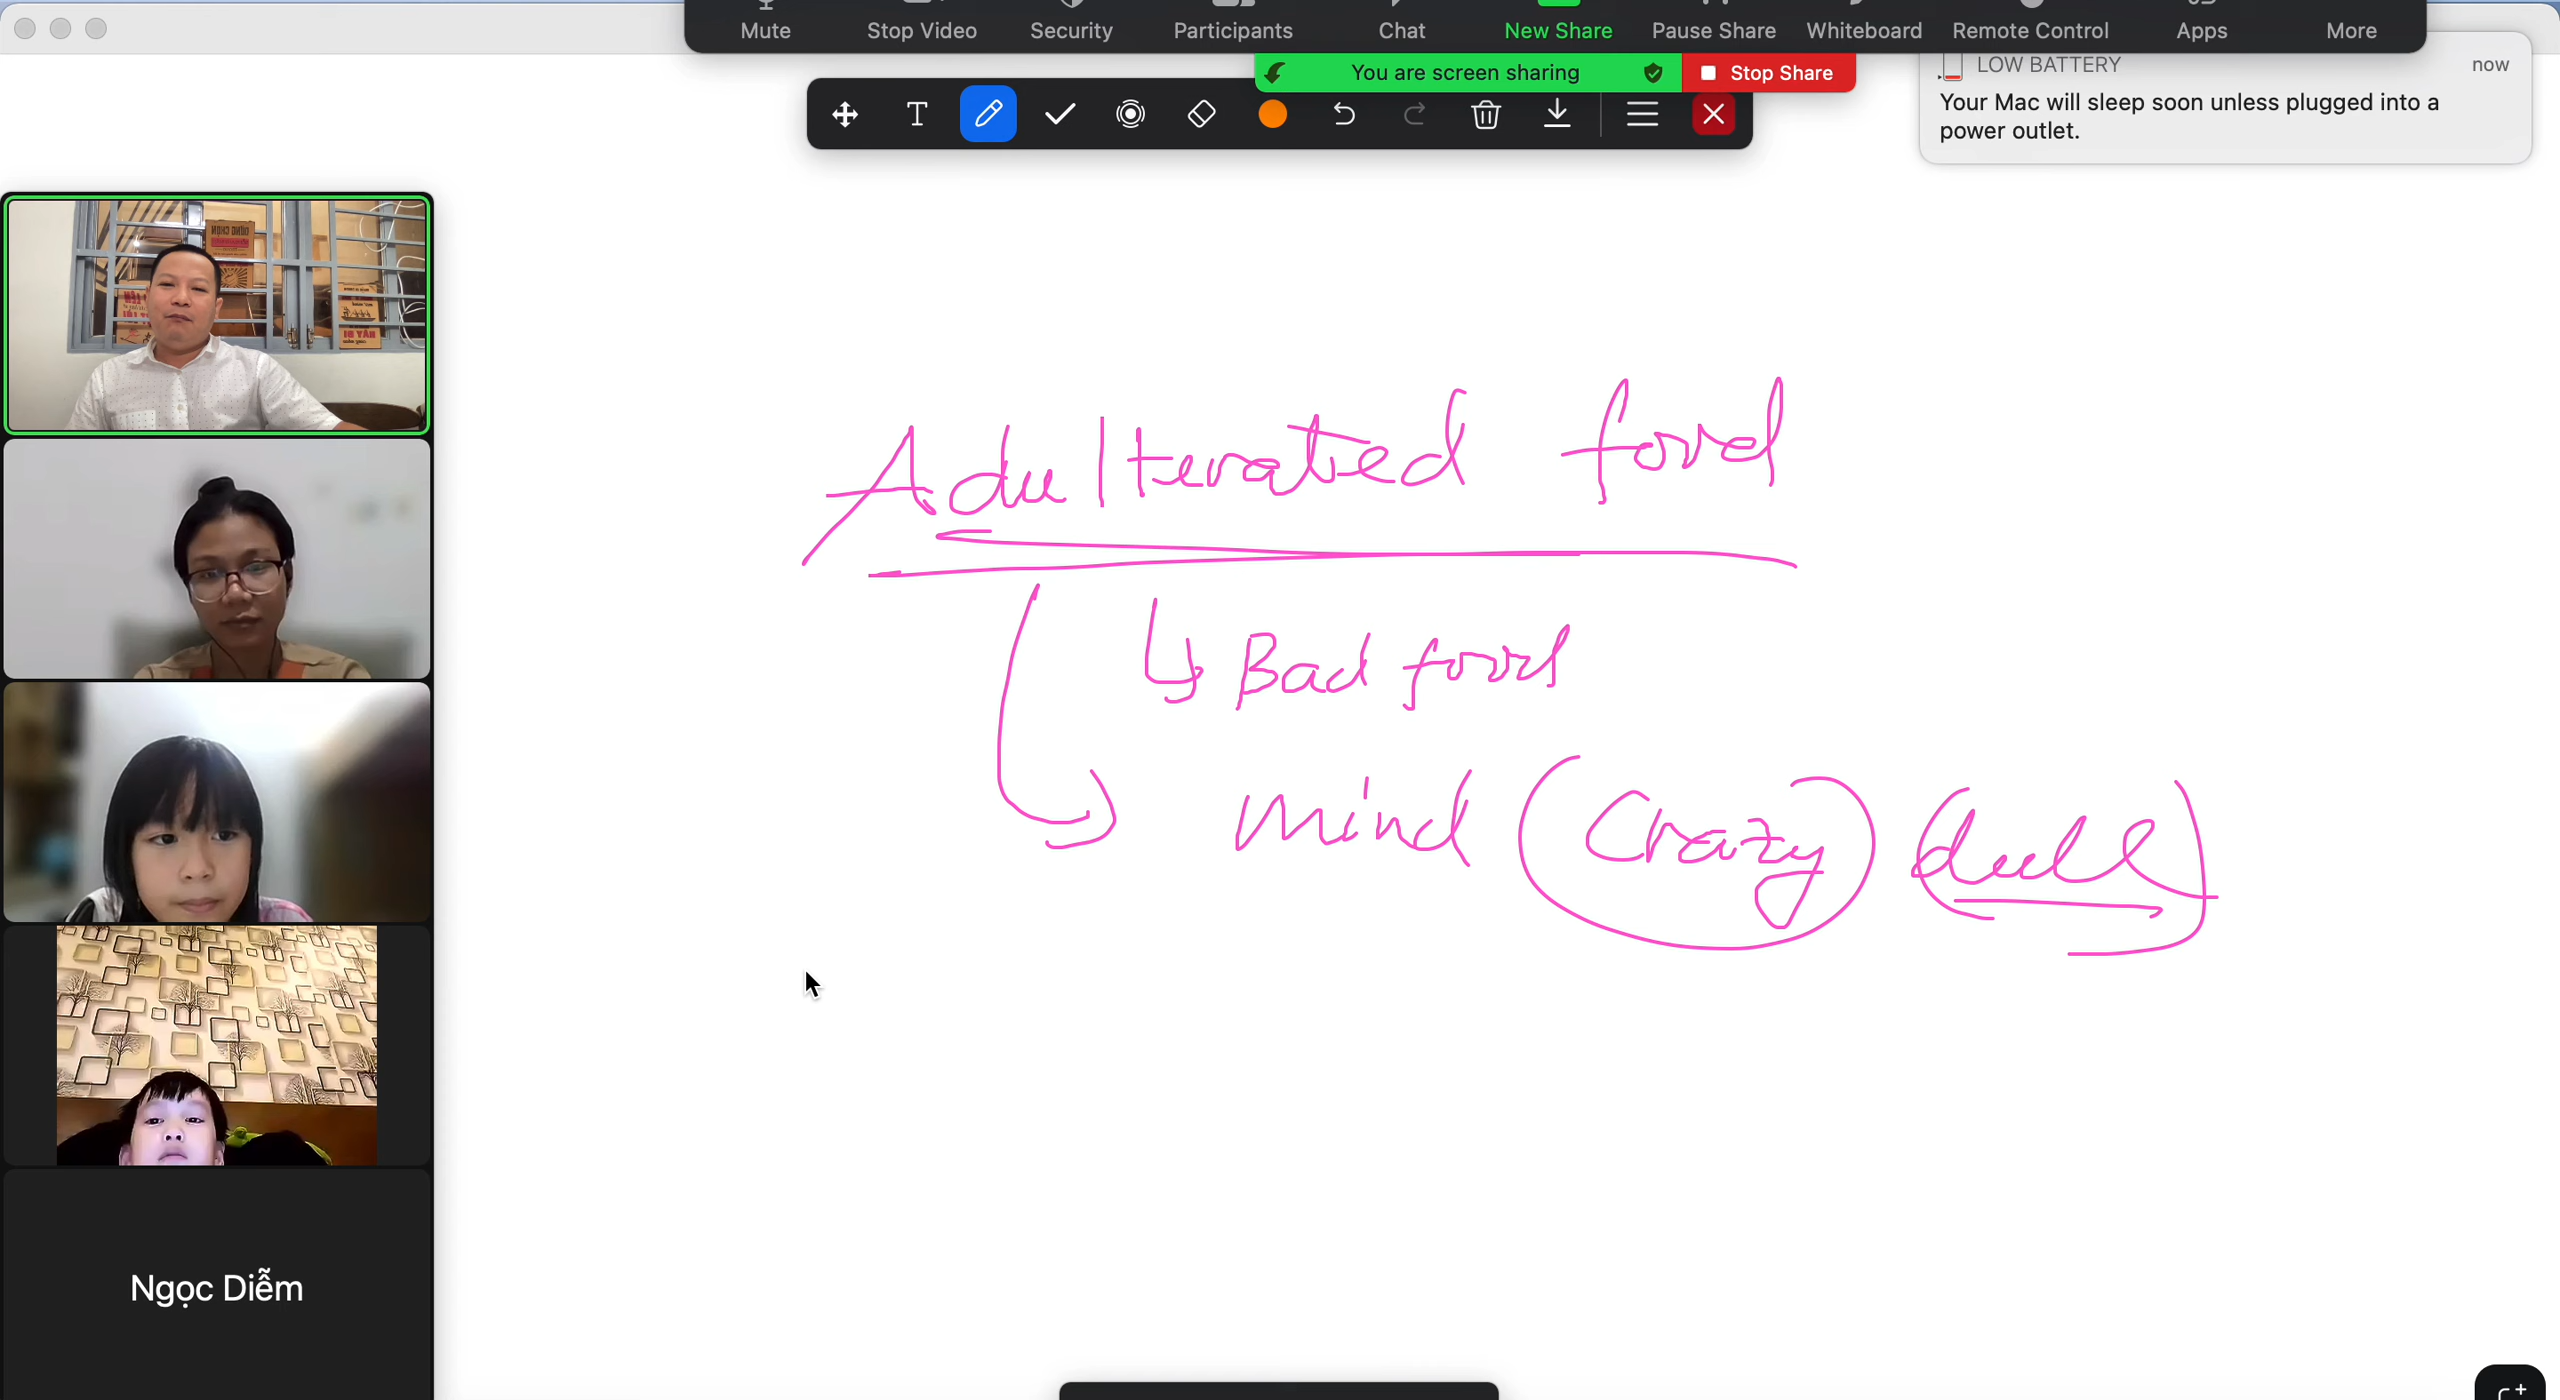 Mute Stop Video Security Participants Chat New Share Pause Share Whiteboard Remote Control Apps More
You are screen sharing Stop Share
LOW BATTERY now
Your Mac will sleep soon unless plugged into a
power outlet.
T
Adulterated food
Bad food
Mind (Crazy) (dull)
Ngọc Diễm